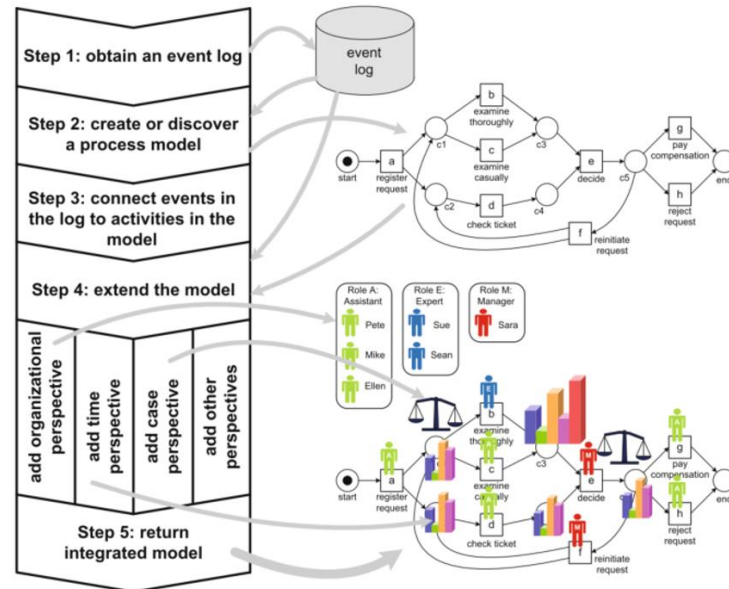 Step 1: obtain an event log
Step 2: create or discover
a process model
Step 3: connect events in
the log to activities in the
model
Step 4: extend the model
add organizational
perspective
add time
perspective
add case
perspective
add other
perspectives
Step 5: return
integrated model
event
log
start
a
register
request
c1
c2
b
examine
thoroughly
c
examine
casually
d
check ticket
c3
c4
e
decide
c5
f
reinitiate
request
g
pay
compensation
h
reject
request
end
Role A:
Assistant
Pete
Mike
Ellen
Role E:
Expert
Sue
Sean
Role M:
Manager
Sara
start
A
a
register
request
E
b
examine
thoroughly
A
c
examine
casually
A
d
check ticket
c3
M
e
decide
M
f
reinitiate
request
A
g
pay
compensation
A
h
reject
request
end